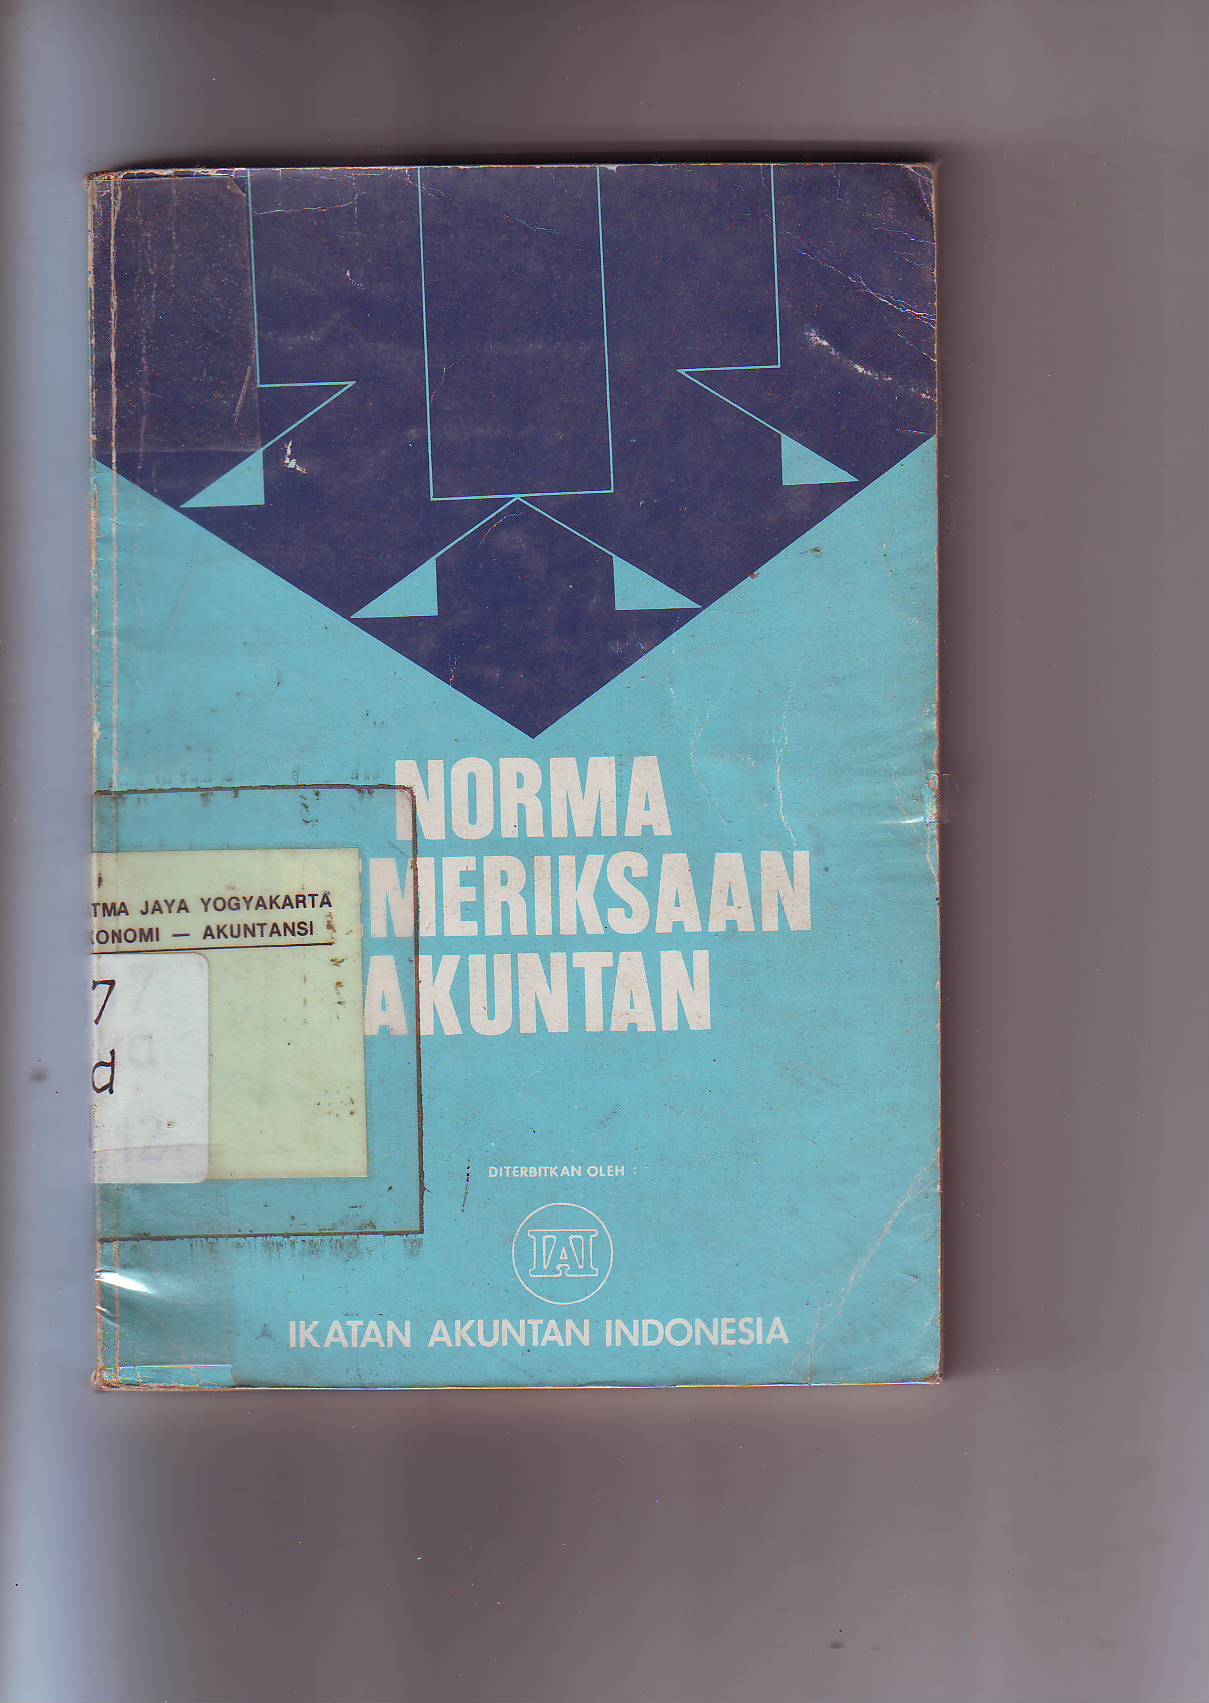 NORMA
MERIKSAAN
AKUNTAN
TMA JAYA YOGYAKARTA
KONOMI — AKUNTANSI
7
d
DITERBITKAN OLEH :
IAI
IKATAN AKUNTAN INDONESIA